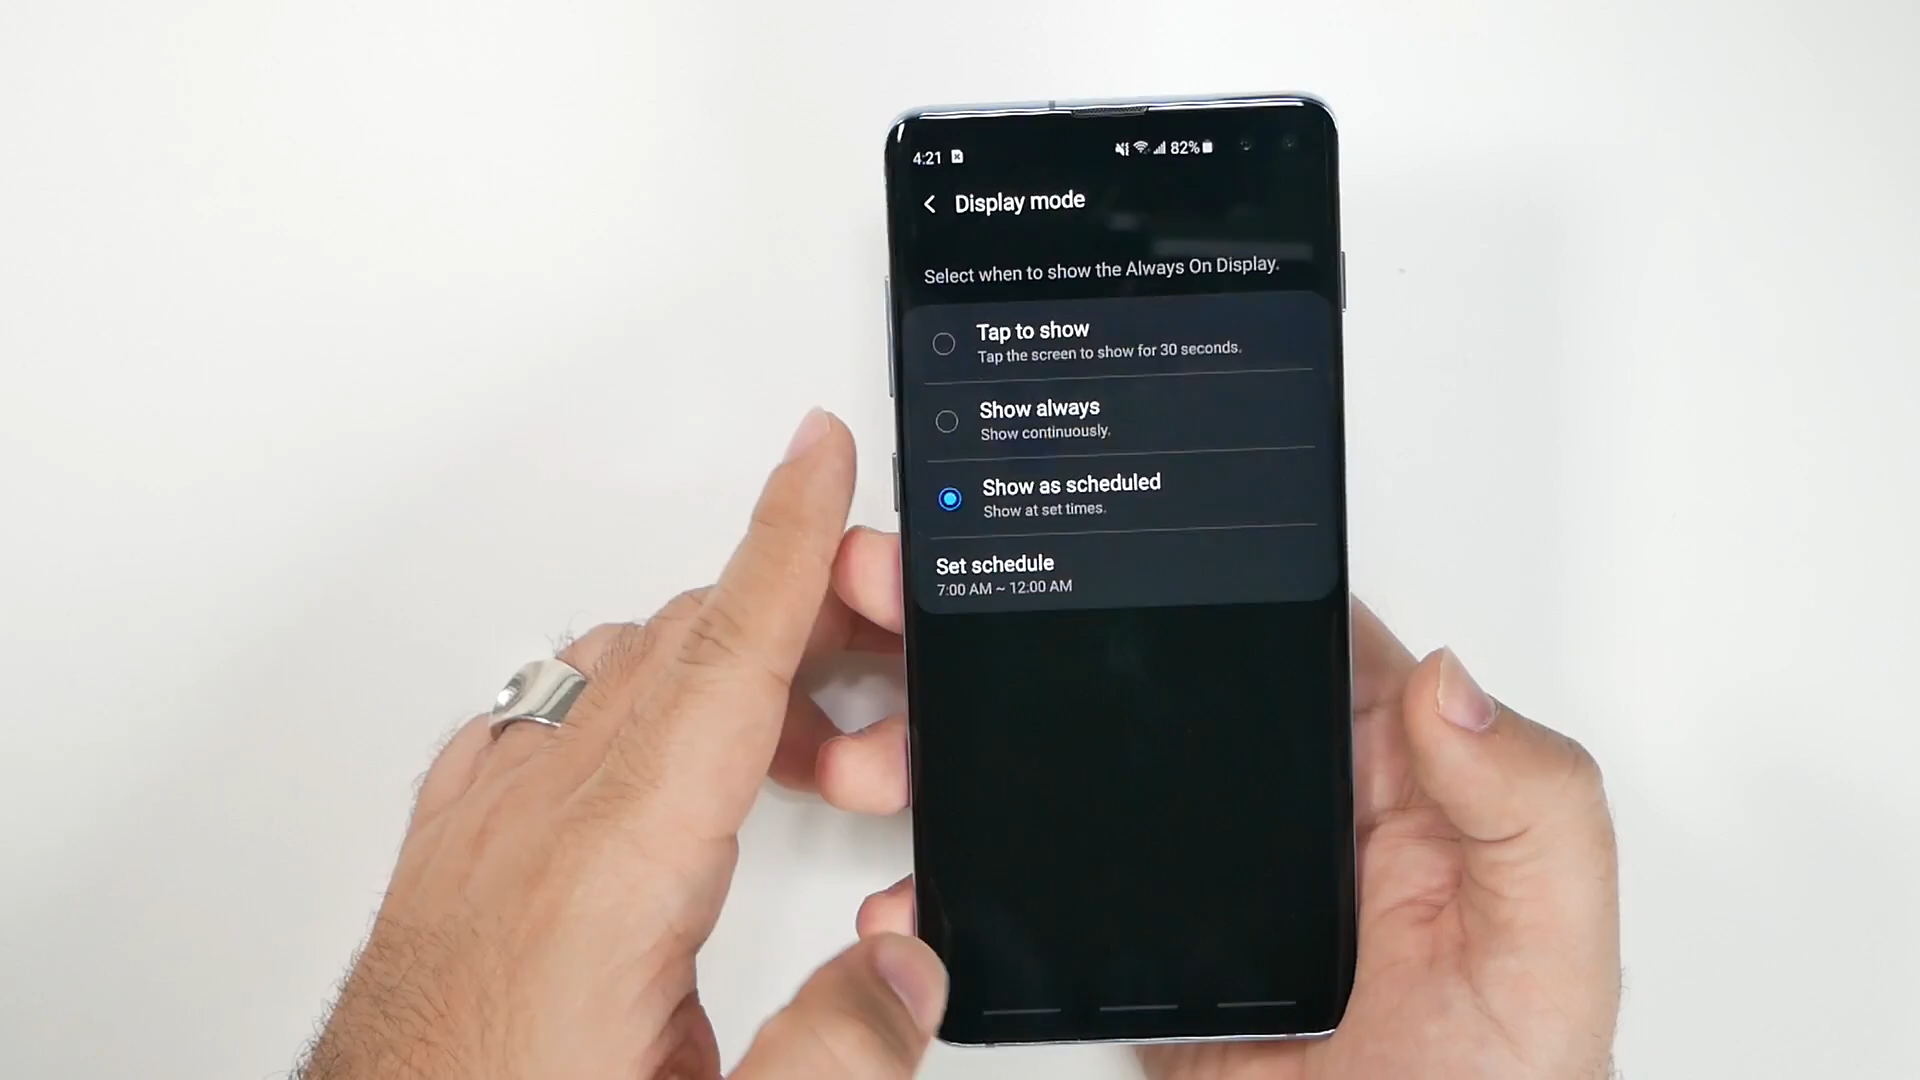 4:21 82%
Display mode
Select when to show the Always On Display.
Tap to show
Tap the screen to show for 30 seconds.
Show always
Show continuously.
Show as scheduled
Show at set times.
Set schedule
7:00 AM ~ 12:00 AM